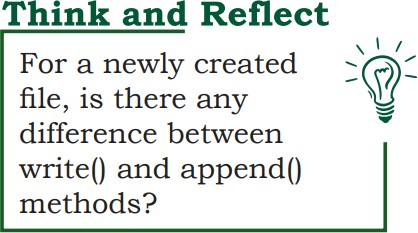 Think and Reflect
For a newly created
file, is there any
difference between
write() and append()
methods?